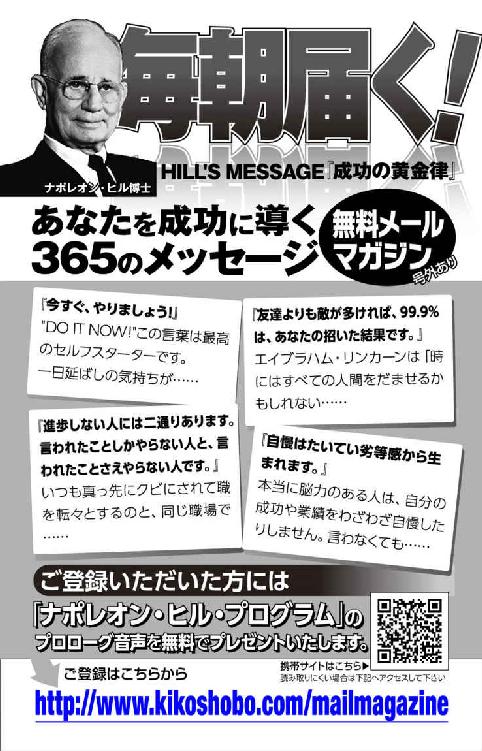 毎朝届く!
ナポレオン・ヒル博士
HILL'S MESSAGE『成功の黄金律』
あなたを成功に導く
365のメッセージ
無料メール
マガジン
号外あり
『今すぐ、やりましょう!』
"DO IT NOW!"この言葉は最高
のセルフスターターです。
一日延ばしの気持ちが……
『友達よりも敵が多ければ、99.9%
は、あなたの招いた結果です。』
エイブラハム・リンカーンは「時
にはすべての人間をだませるか
もしれない……
『進歩しない人には二通りあります。
言われたことしかやらない人と、言
われたことさえやらない人です。』
いつも真っ先にクビにされて職
を転々とするのと、同じ職場で
……
『自慢はたいてい劣等感から生
まれます。』
本当に脳力のある人は、自分の
成功や業績をわざわざ自慢した
りしません。言わなくても……
ご登録いただいた方には
『ナポレオン・ヒル・プログラム』の
プロローグ音声を無料でプレゼントいたします。
ご登録はこちらから
携帯サイトはこちら▶
読み取りにくい場合は下記へアクセスして下さい
http://www.kikoshobo.com/mailmagazine